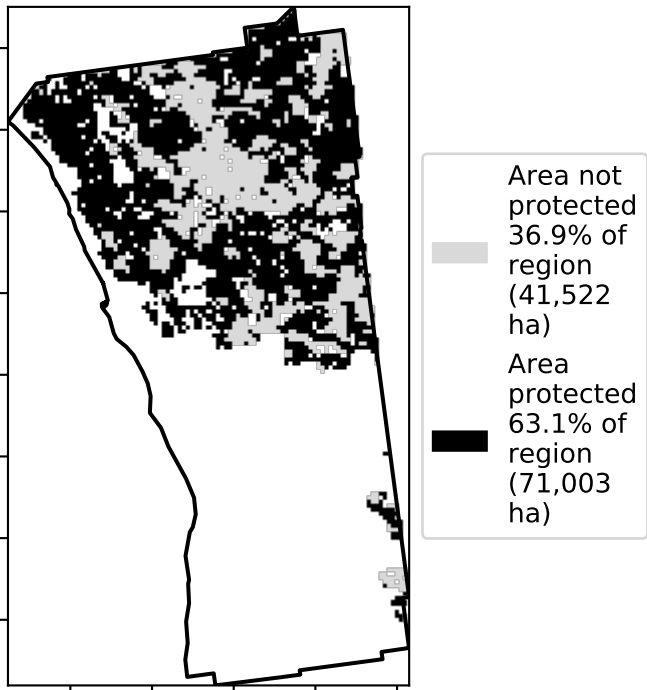 Area not
protected
36.9% of
region
(41,522
ha)
Area
protected
63.1% of
region
(71,003
ha)